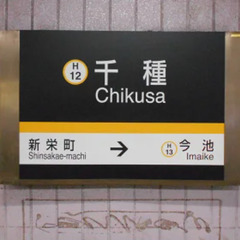 H
12
千種
Chikusa
新栄町
Shinsakae-machi
→
H
13
今池
Imaike